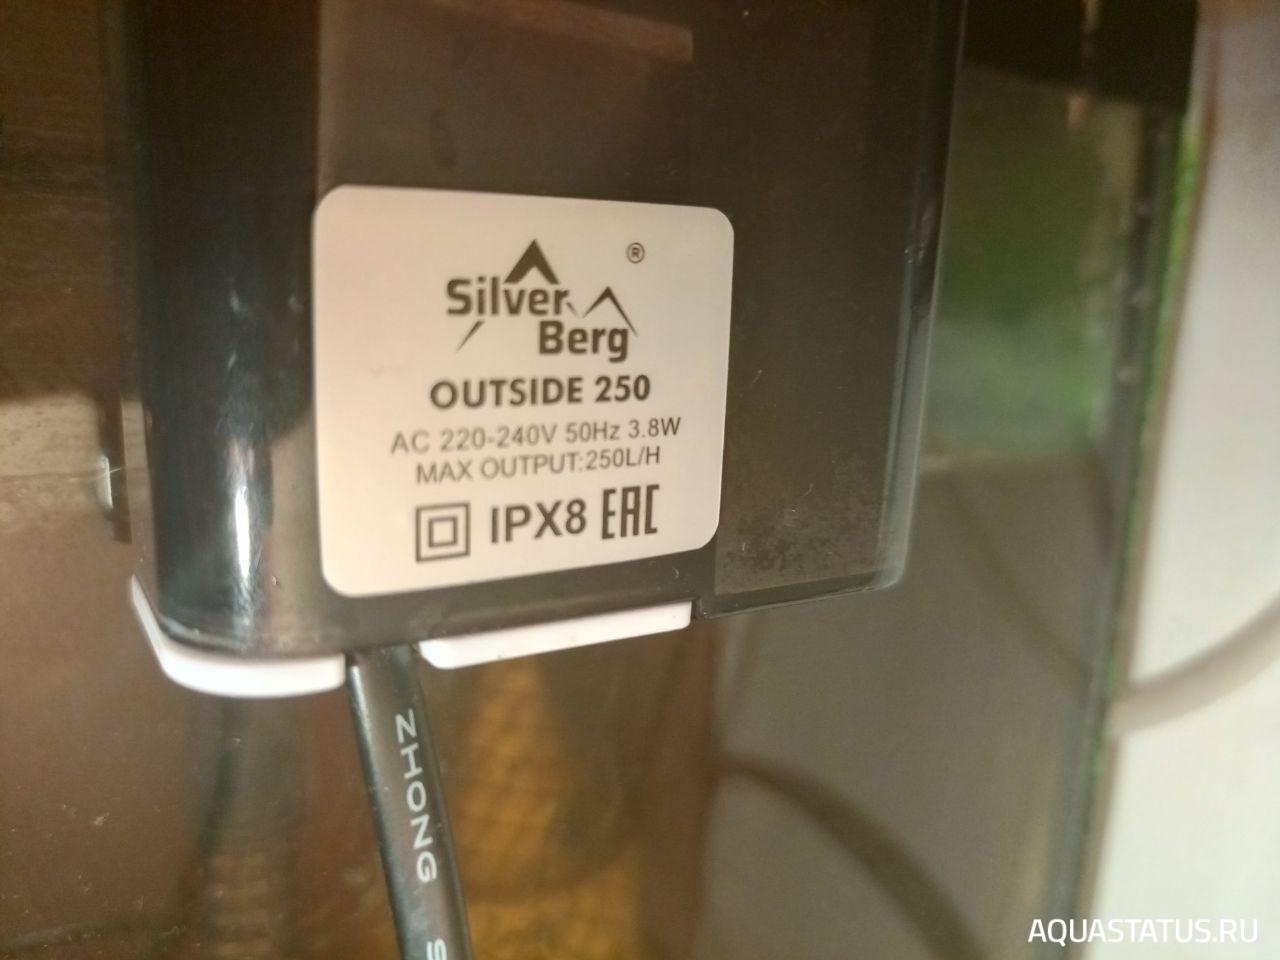 Silver
Berg
®
OUTSIDE 250
AC 220-240V 50Hz 3.8W
MAX OUTPUT:250L/H
IPX8 EAC
ZHONG
AQUASTATUS.RU